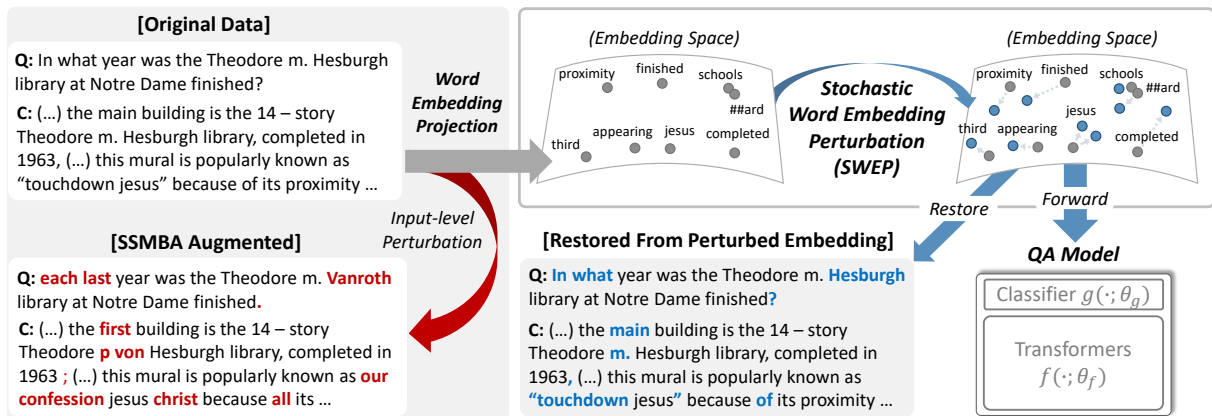 [Original Data]
Q: In what year was the Theodore m. Hesburgh
library at Notre Dame finished?
C: (...) the main building is the 14 – story
Theodore m. Hesburgh library, completed in
1963, (...) this mural is popularly known as
“touchdown jesus” because of its proximity ...
Word
Embedding
Projection
Input-level
Perturbation
[SSMBA Augmented]
Q: each last year was the Theodore m. Vanroth
library at Notre Dame finished.
C: (...) the first building is the 14 – story
Theodore p von Hesburgh library, completed in
1963 ; (...) this mural is popularly known as our
confession jesus christ because all its ...
(Embedding Space)
proximity
finished
schools
##ard
third
appearing
jesus
completed
Stochastic
Word Embedding
Perturbation
(SWEP)
(Embedding Space)
proximity
finished
schools
##ard
jesus
third
appearing
completed
Restore
Forward
[Restored From Perturbed Embedding]
Q: In what year was the Theodore m. Hesburgh
library at Notre Dame finished?
C: (...) the main building is the 14 – story
Theodore m. Hesburgh library, completed in
1963, (...) this mural is popularly known as
“touchdown jesus” because of its proximity ...
QA Model
Classifier g(·; θg)
Transformers
f(·; θf)